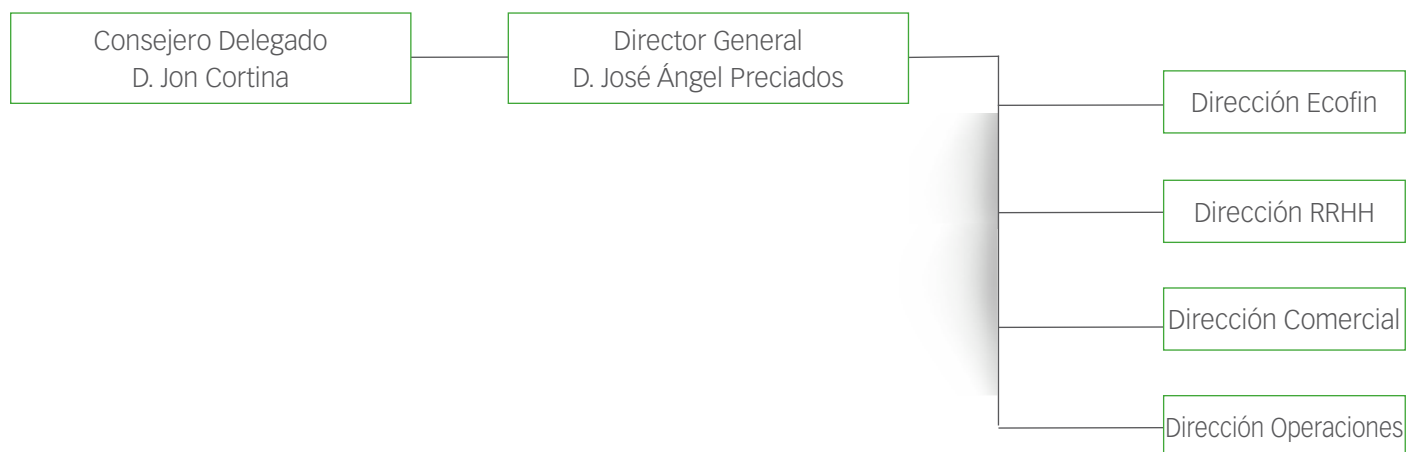 Consejero Delegado
D. Jon Cortina
Director General
D. José Ángel Preciados
Dirección Ecofin
Dirección RRHH
Dirección Comercial
Dirección Operaciones